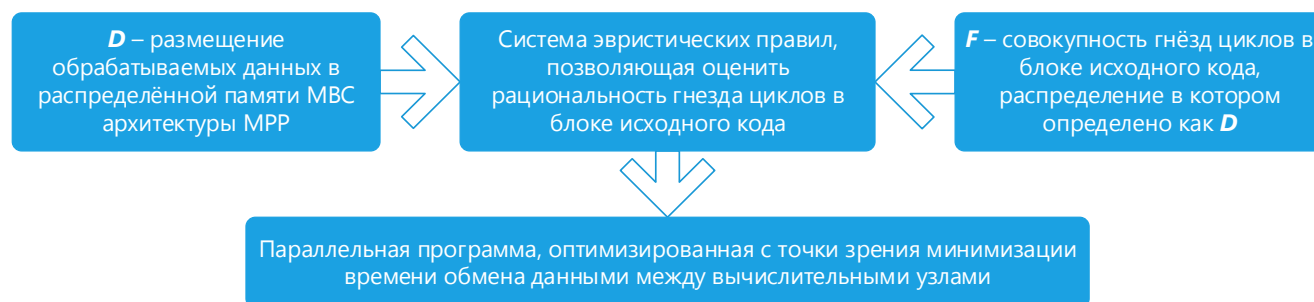 D – размещение
обрабатываемых данных в
распределённой памяти МВС
архитектуры MPP
Система эвристических правил,
позволяющая оценить
рациональность гнезда циклов в
блоке исходного кода
F – совокупность гнёзд циклов в
блоке исходного кода,
распределение в котором
определено как D
Параллельная программа, оптимизированная с точки зрения минимизации
времени обмена данными между вычислительными узлами